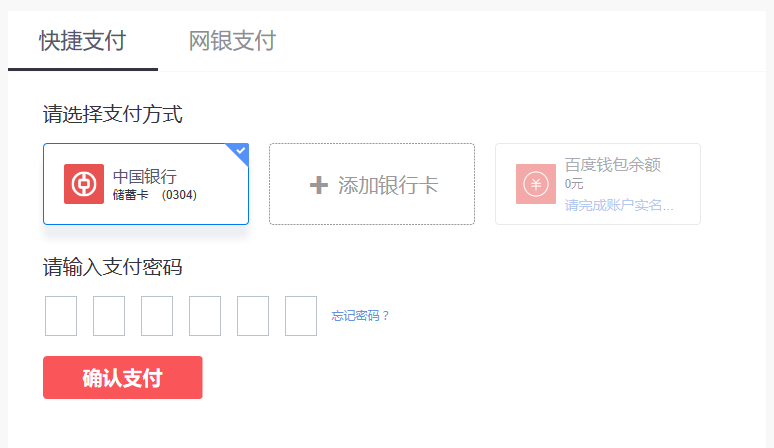 快捷支付 网银支付
请选择支付方式
中国银行
储蓄卡 (0304)
添加银行卡
百度钱包余额
0元
请完成账户实名...
请输入支付密码
忘记密码？
确认支付